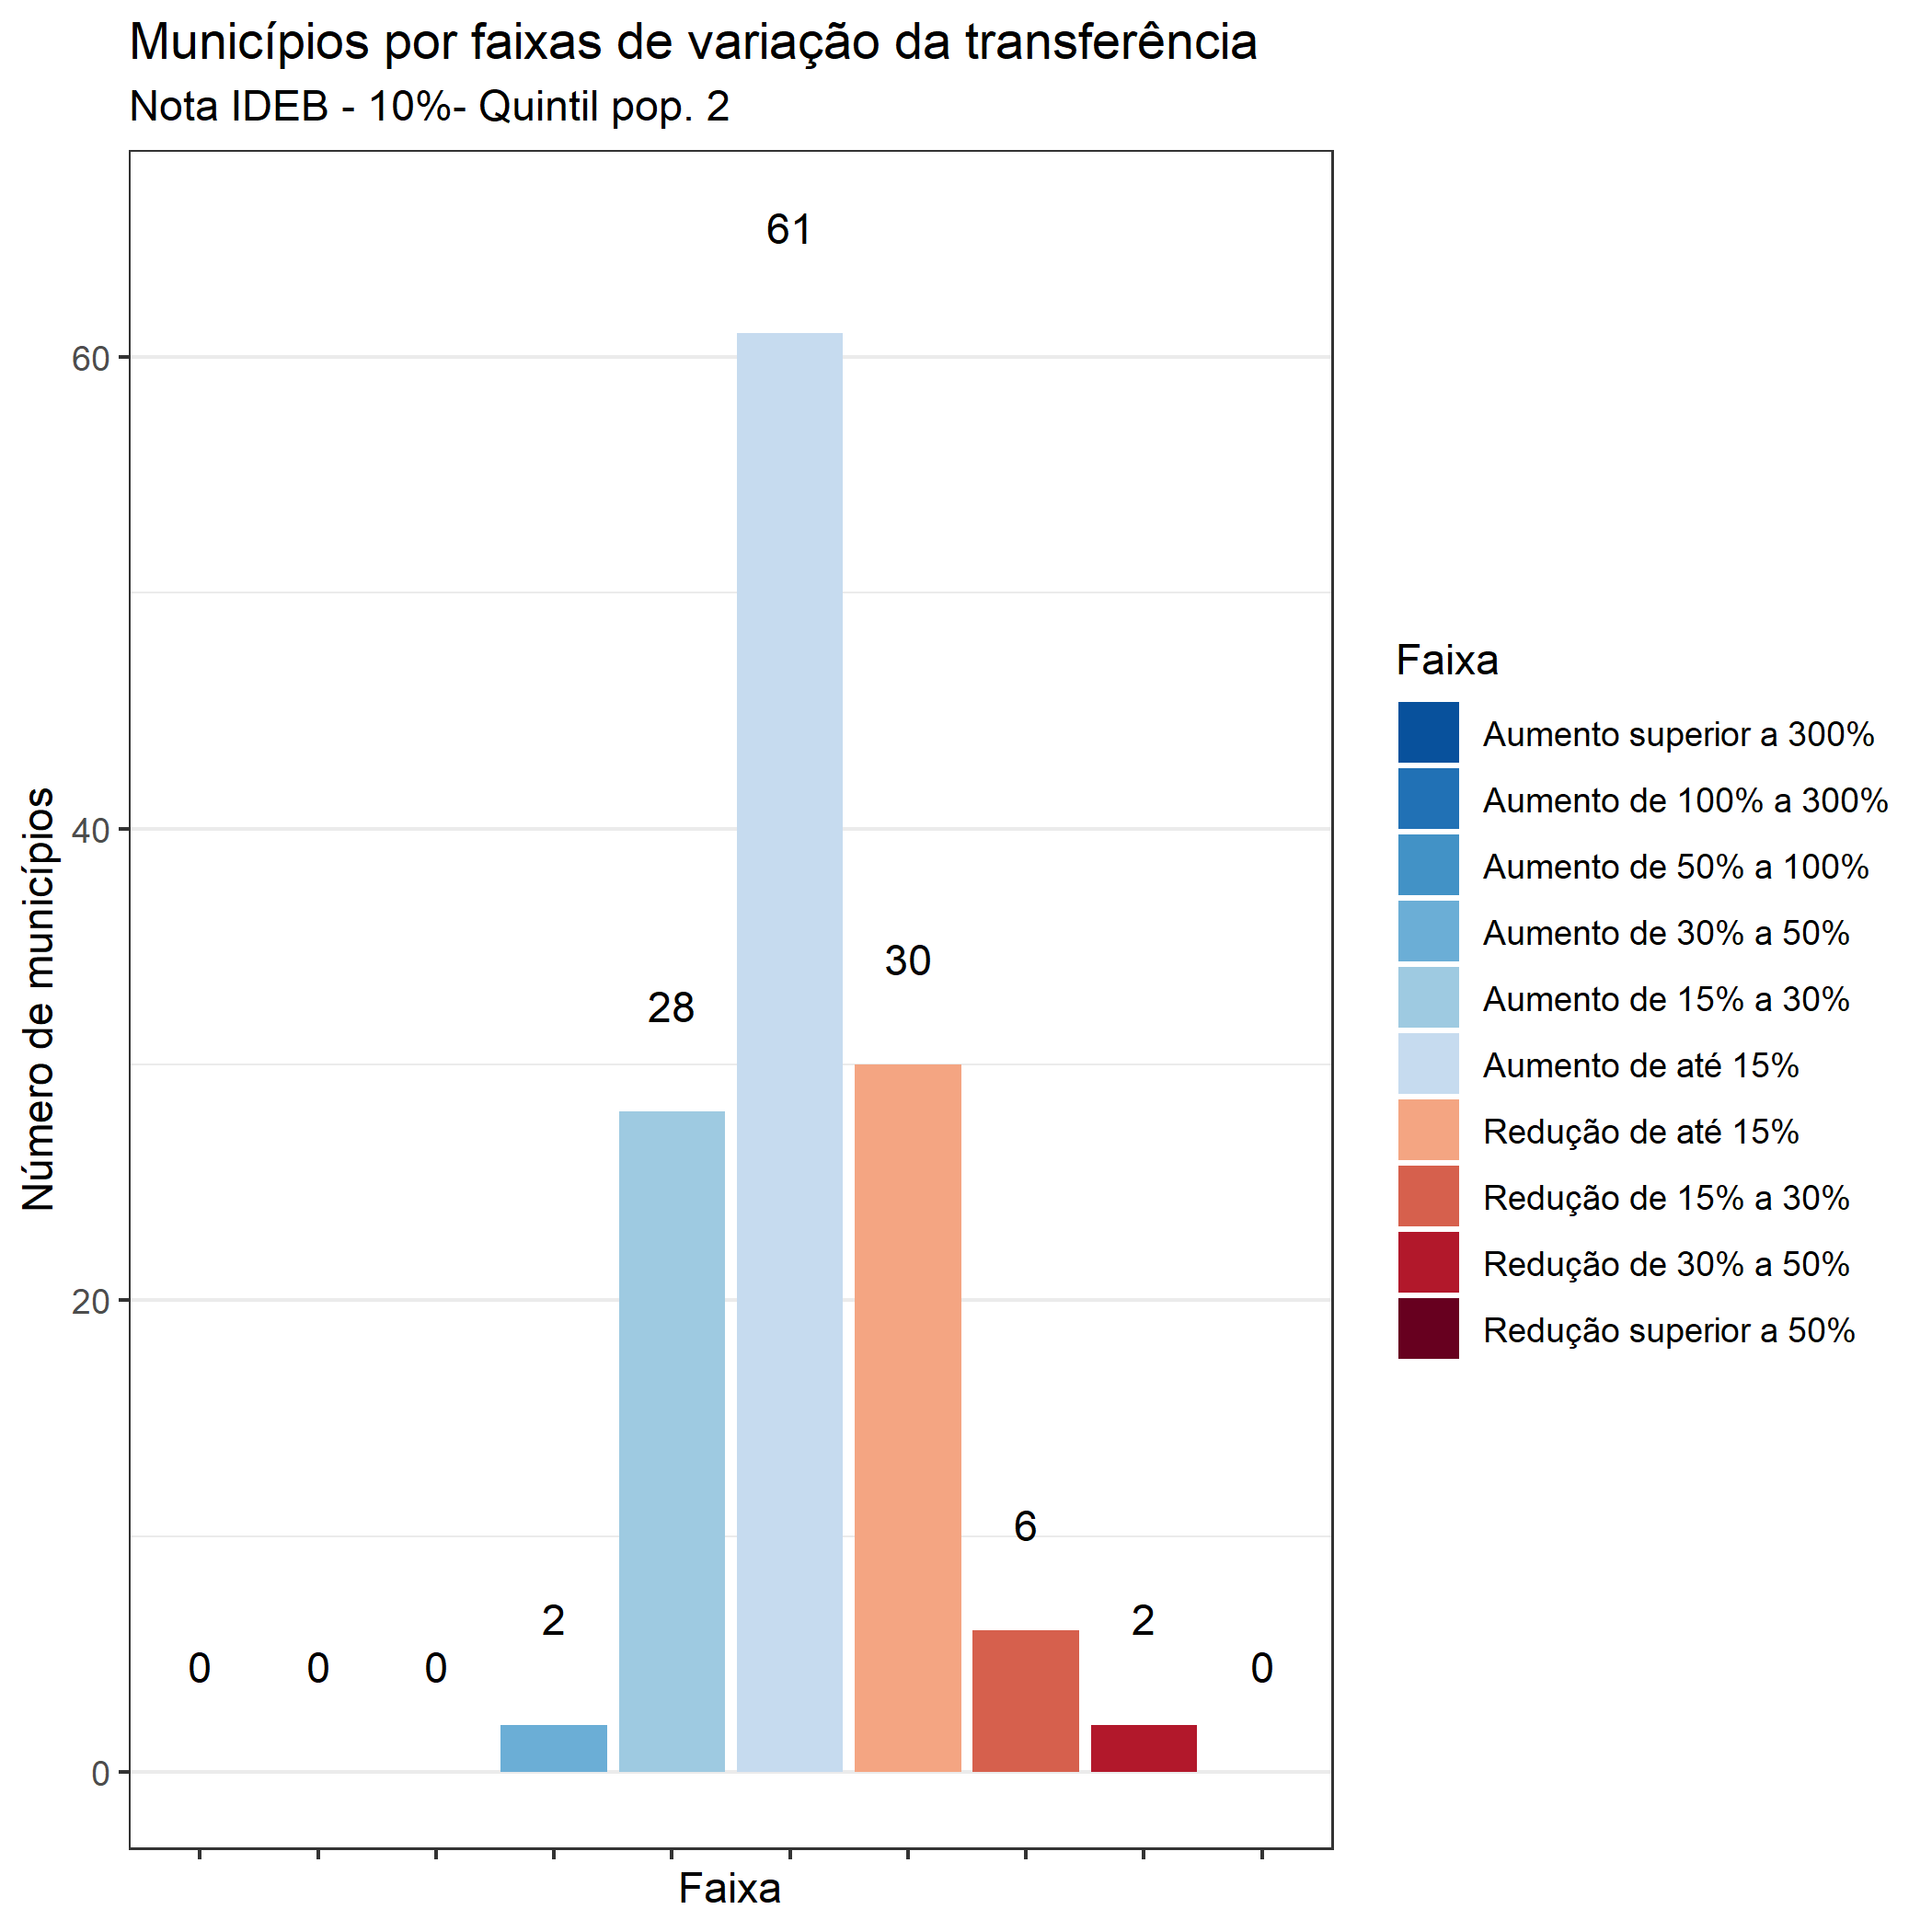 Municípios por faixas de variação da transferência
Nota IDEB - 10%- Quintil pop. 2
61
60
30
28
40
Número de municípios
20
6
2
2
0
0
0
0
0
Faixa
Faixa
Aumento superior a 300%
Aumento de 100% a 300%
Aumento de 50% a 100%
Aumento de 30% a 50%
Aumento de 15% a 30%
Aumento de até 15%
Redução de até 15%
Redução de 15% a 30%
Redução de 30% a 50%
Redução superior a 50%